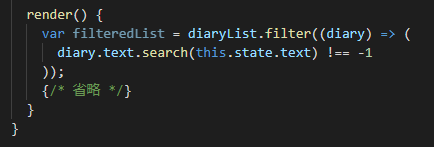 render() {
var filteredList = diaryList.filter((diary) => (
diary.text.search(this.state.text) !== -1
));
{/* 省略 */}
}
}